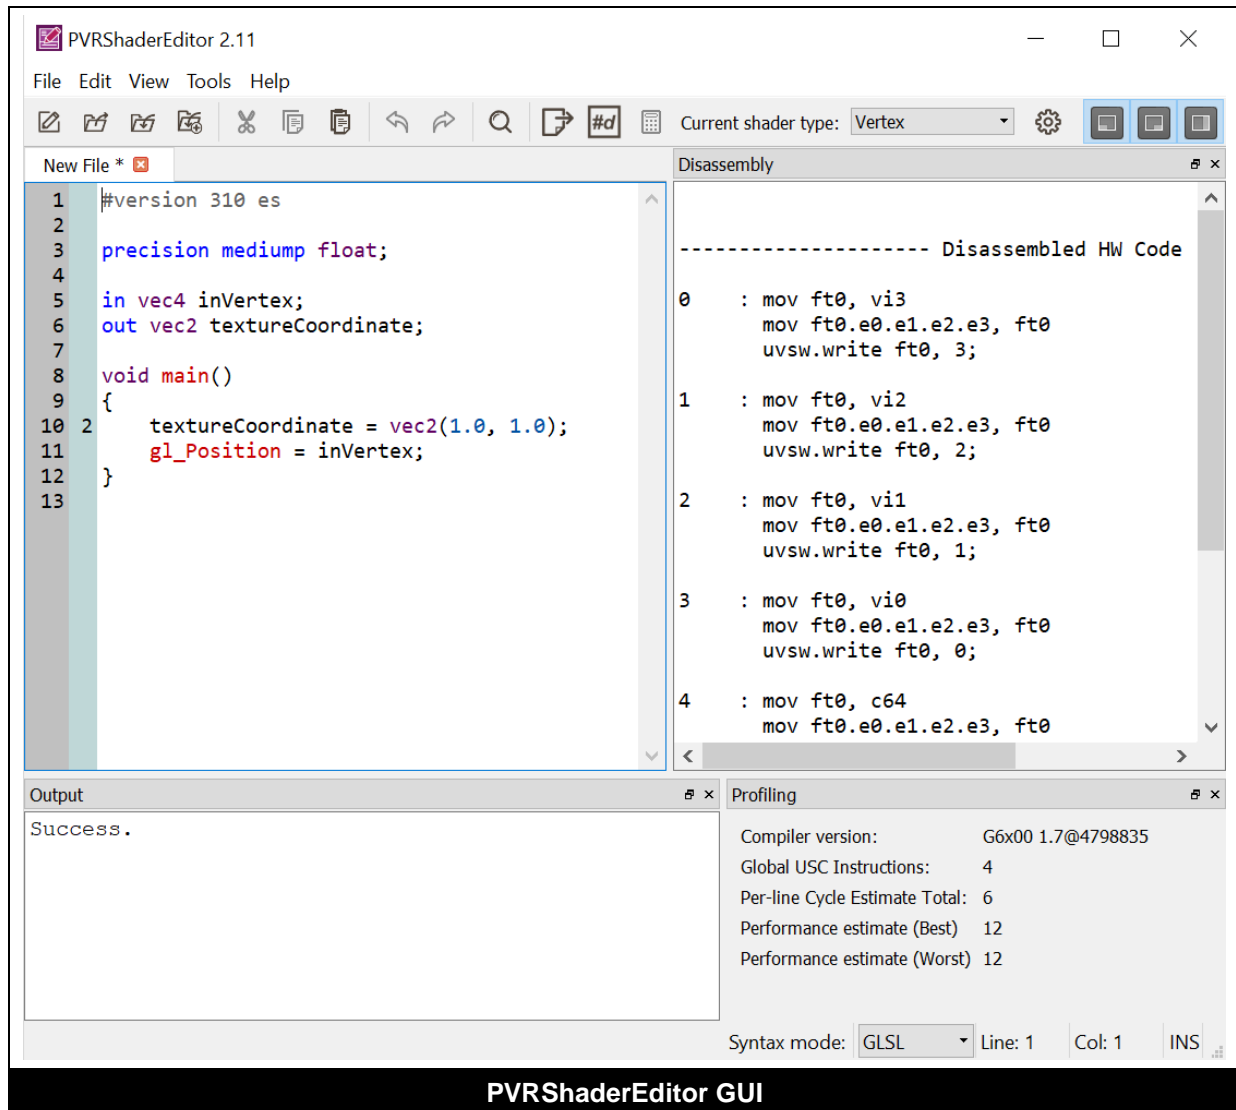 PVRShaderEditor 2.11
File Edit View Tools Help
#d Current shader type: Vertex
New File *
1 #version 310 es
2
3 precision mediump float;
4
5 in vec4 inVertex;
6 out vec2 textureCoordinate;
7
8 void main()
9 {
10 2 textureCoordinate = vec2(1.0, 1.0);
11 gl_Position = inVertex;
12 }
13
Disassembly
--------------------- Disassembled HW Code
0 : mov ft0, vi3
mov ft0.e0.e1.e2.e3, ft0
uvsw.write ft0, 3;
1 : mov ft0, vi2
mov ft0.e0.e1.e2.e3, ft0
uvsw.write ft0, 2;
2 : mov ft0, vi1
mov ft0.e0.e1.e2.e3, ft0
uvsw.write ft0, 1;
3 : mov ft0, vi0
mov ft0.e0.e1.e2.e3, ft0
uvsw.write ft0, 0;
4 : mov ft0, c64
mov ft0.e0.e1.e2.e3, ft0
Output
Success.
Profiling
Compiler version: G6x00 1.7@4798835
Global USC Instructions: 4
Per-line Cycle Estimate Total: 6
Performance estimate (Best) 12
Performance estimate (Worst) 12
Syntax mode: GLSL Line: 1 Col: 1 INS
PVRShaderEditor GUI